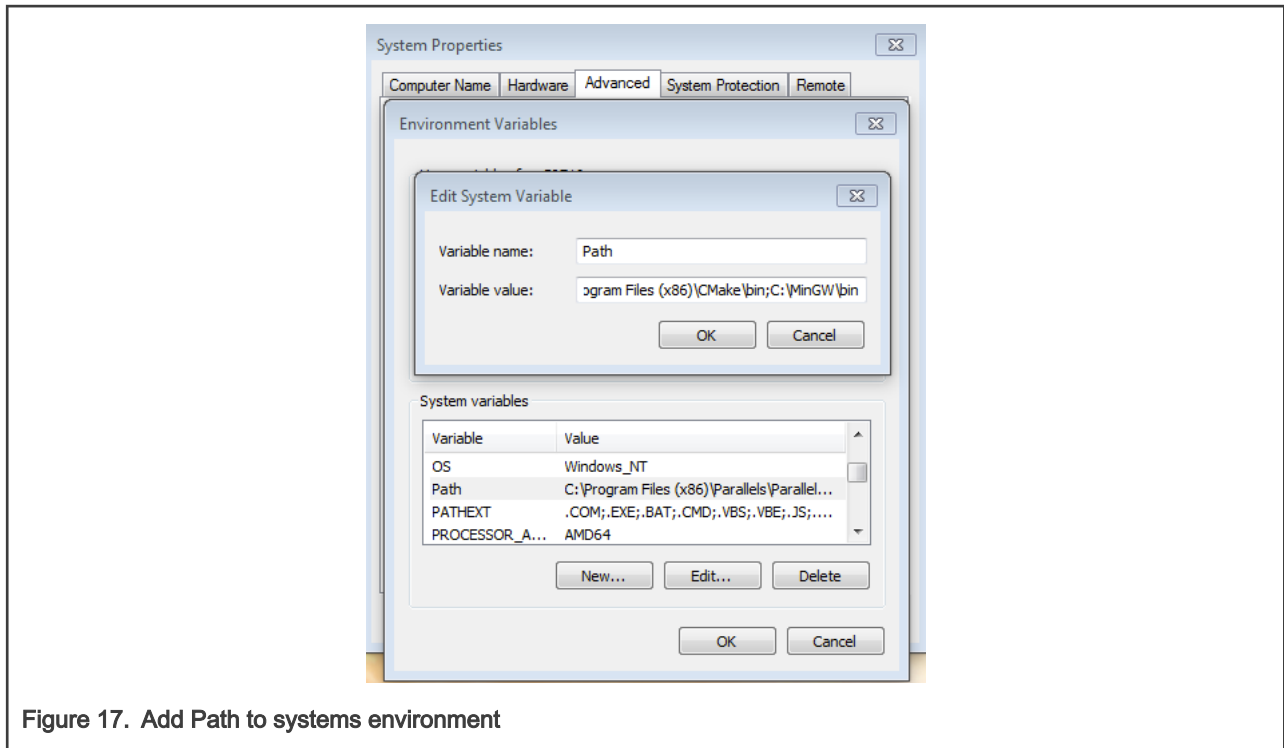 System Properties
Computer Name Hardware Advanced System Protection Remote
Environment Variables
Edit System Variable
Variable name: Path
Variable value: ogram Files (x86)\CMake\bin;C:\MinGW\bin
OK Cancel
System variables
Variable Value
OS Windows_NT
Path C:\Program Files (x86)\Parallels\Parallel...
PATHEXT .COM;.EXE;.BAT;.CMD;.VBS;.VBE;.JS;....
PROCESSOR_A... AMD64
New... Edit... Delete
OK Cancel
Figure 17. Add Path to systems environment